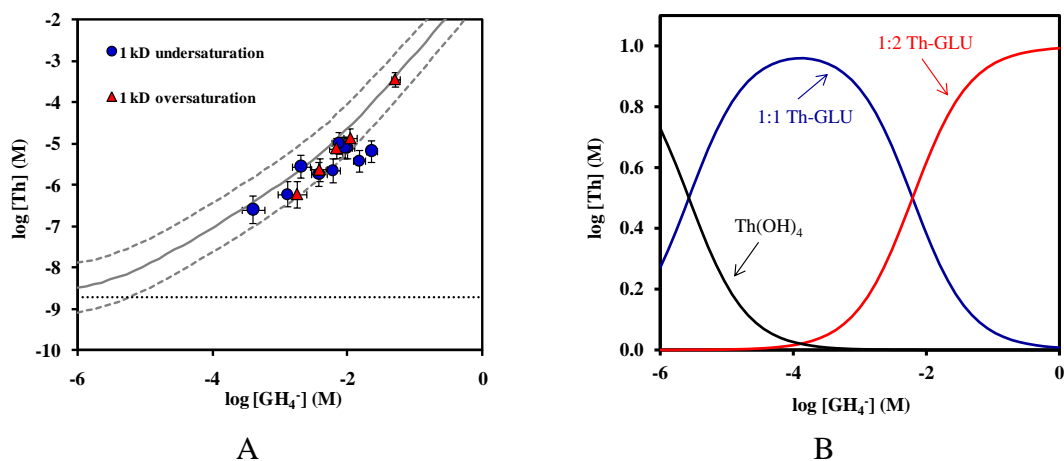 -2
-3
-4
-5
-6
-7
-8
-9
-10
log [Th] (M)
1 kD undersaturation
1 kD oversaturation
-6
-4
-2
0
log [GH₄⁻] (M)
A
1.0
0.8
0.6
0.4
0.2
0.0
log [Th] (M)
1:2 Th-GLU
1:1 Th-GLU
Th(OH)₄
-6
-4
-2
0
log [GH₄⁻] (M)
B